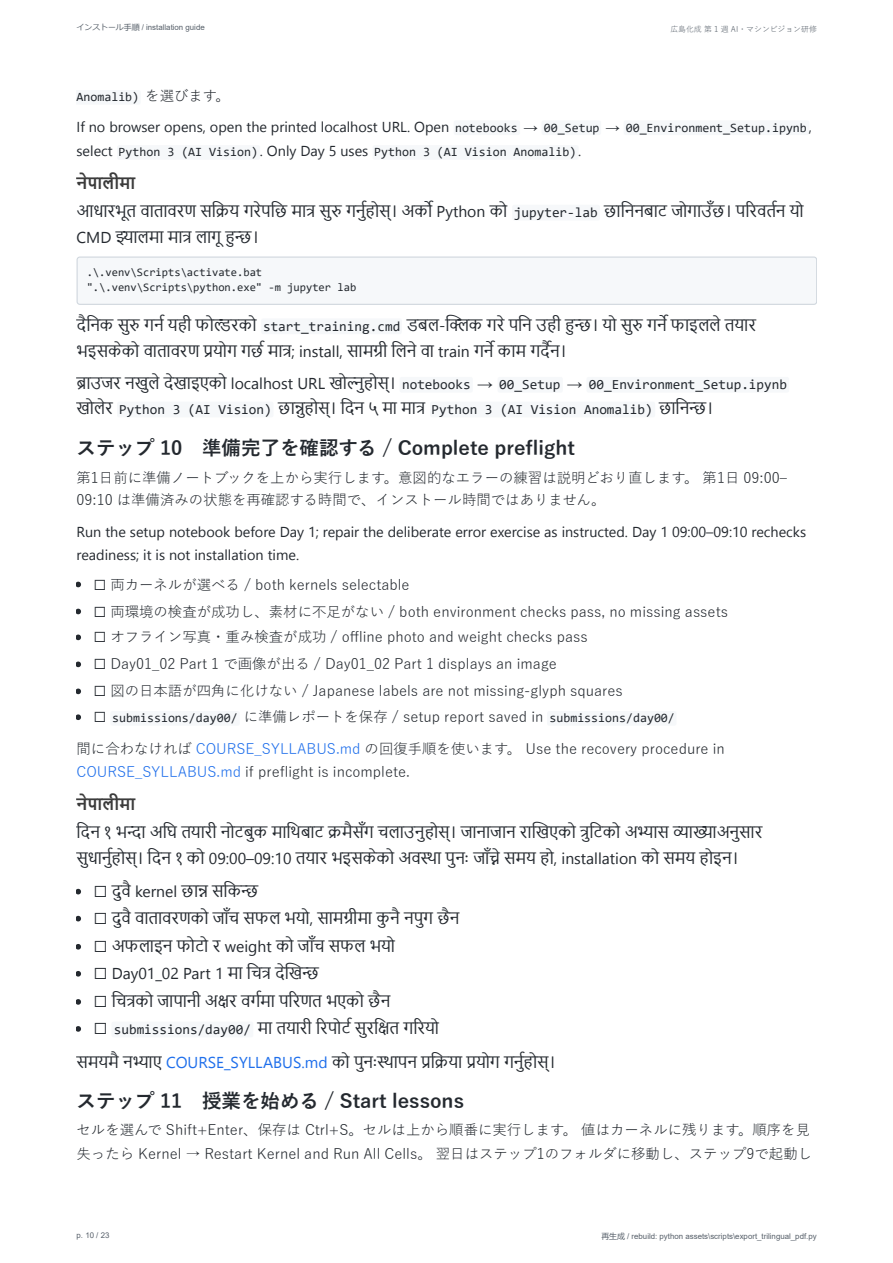 インストール手順 / installation guide
広島化成 第 1 週 AI・マシンビジョン研修
Anomalib) を選びます。
If no browser opens, open the printed localhost URL. Open notebooks → 00_Setup → 00_Environment_Setup.ipynb,
select Python 3 (AI Vision). Only Day 5 uses Python 3 (AI Vision Anomalib).
नेपालीमा
आधारभूत वातावरण सक्रिय गरेपछि मात्र सुरु गर्नुहोस्। अर्को Python को jupyter-lab छानिनबाट जोगाउँछ। परिवर्तन यो
CMD झ्यालमा मात्र लागू हुन्छ।
.\.venv\Scripts\activate.bat
".\.venv\Scripts\python.exe" -m jupyter lab
दैनिक सुरु गर्न यही फोल्डरको start_training.cmd डबल-क्लिक गरे पनि उही हुन्छ। यो सुरु गर्ने फाइलले तयार
भइसकेको वातावरण प्रयोग गर्छ मात्र; install, सामग्री लिने वा train गर्ने काम गर्दैन।
ब्राउजर नखुले देखाइएको localhost URL खोल्नुहोस्। notebooks → 00_Setup → 00_Environment_Setup.ipynb
खोलेर Python 3 (AI Vision) छान्नुहोस्। दिन ५ मा मात्र Python 3 (AI Vision Anomalib) छानिन्छ।
ステップ 10　準備完了を確認する / Complete preflight
第1日前に準備ノートブックを上から実行します。意図的なエラーの練習は説明どおり直します。 第1日 09:00–
09:10 は準備済みの状態を再確認する時間で、インストール時間ではありません。
Run the setup notebook before Day 1; repair the deliberate error exercise as instructed. Day 1 09:00–09:10 rechecks
readiness; it is not installation time.
• ☐ 両カーネルが選べる / both kernels selectable
• ☐ 両環境の検査が成功し、素材に不足がない / both environment checks pass, no missing assets
• ☐ オフライン写真・重み検査が成功 / offline photo and weight checks pass
• ☐ Day01_02 Part 1 で画像が出る / Day01_02 Part 1 displays an image
• ☐ 図の日本語が四角に化けない / Japanese labels are not missing-glyph squares
• ☐ submissions/day00/ に準備レポートを保存 / setup report saved in submissions/day00/
間に合わなければ COURSE_SYLLABUS.md の回復手順を使います。 Use the recovery procedure in
COURSE_SYLLABUS.md if preflight is incomplete.
नेपालीमा
दिन १ भन्दा अघि तयारी नोटबुक माथिबाट क्रमैसँग चलाउनुहोस्। जानाजान राखिएको त्रुटिको अभ्यास व्याख्याअनुसार
सुधार्नुहोस्। दिन १ को 09:00–09:10 तयार भइसकेको अवस्था पुनः जाँच्ने समय हो, installation को समय होइन।
• ☐ दुवै kernel छान्न सकिन्छ
• ☐ दुवै वातावरणको जाँच सफल भयो, सामग्रीमा कुनै नपुग छैन
• ☐ अफलाइन फोटो र weight को जाँच सफल भयो
• ☐ Day01_02 Part 1 मा चित्र देखिन्छ
• ☐ चित्रको जापानी अक्षर वर्गमा परिणत भएको छैन
• ☐ submissions/day00/ मा तयारी रिपोर्ट सुरक्षित गरियो
समयमै नभ्याए COURSE_SYLLABUS.md को पुनःस्थापन प्रक्रिया प्रयोग गर्नुहोस्।
ステップ 11　授業を始める / Start lessons
セルを選んで Shift+Enter、保存は Ctrl+S。セルは上から順番に実行します。 値はカーネルに残ります。順序を見
失ったら Kernel → Restart Kernel and Run All Cells。 翌日はステップ1のフォルダに移動し、ステップ9で起動し
p. 10 / 23
再生成 / rebuild: python assets\scripts\export_trilingual_pdf.py